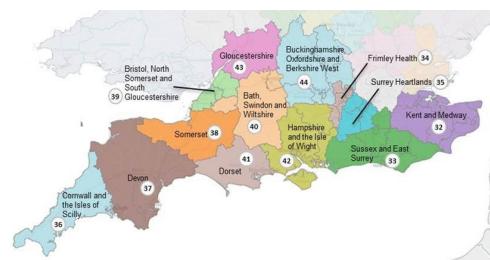 Gloucestershire
43
Buckinghamshire,
Oxfordshire and
Berkshire West
44
Frimley Health
34
Bristol, North
Somerset and
South
Gloucestershire
39
Surrey Heartlands
35
Bath,
Swindon and
Wiltshire
40
Kent and Medway
32
Somerset
38
Hampshire
and the Isle
of Wight
42
Sussex and East
Surrey
33
Devon
37
41
Dorset
Cornwall and
the Isles of
Scilly
36